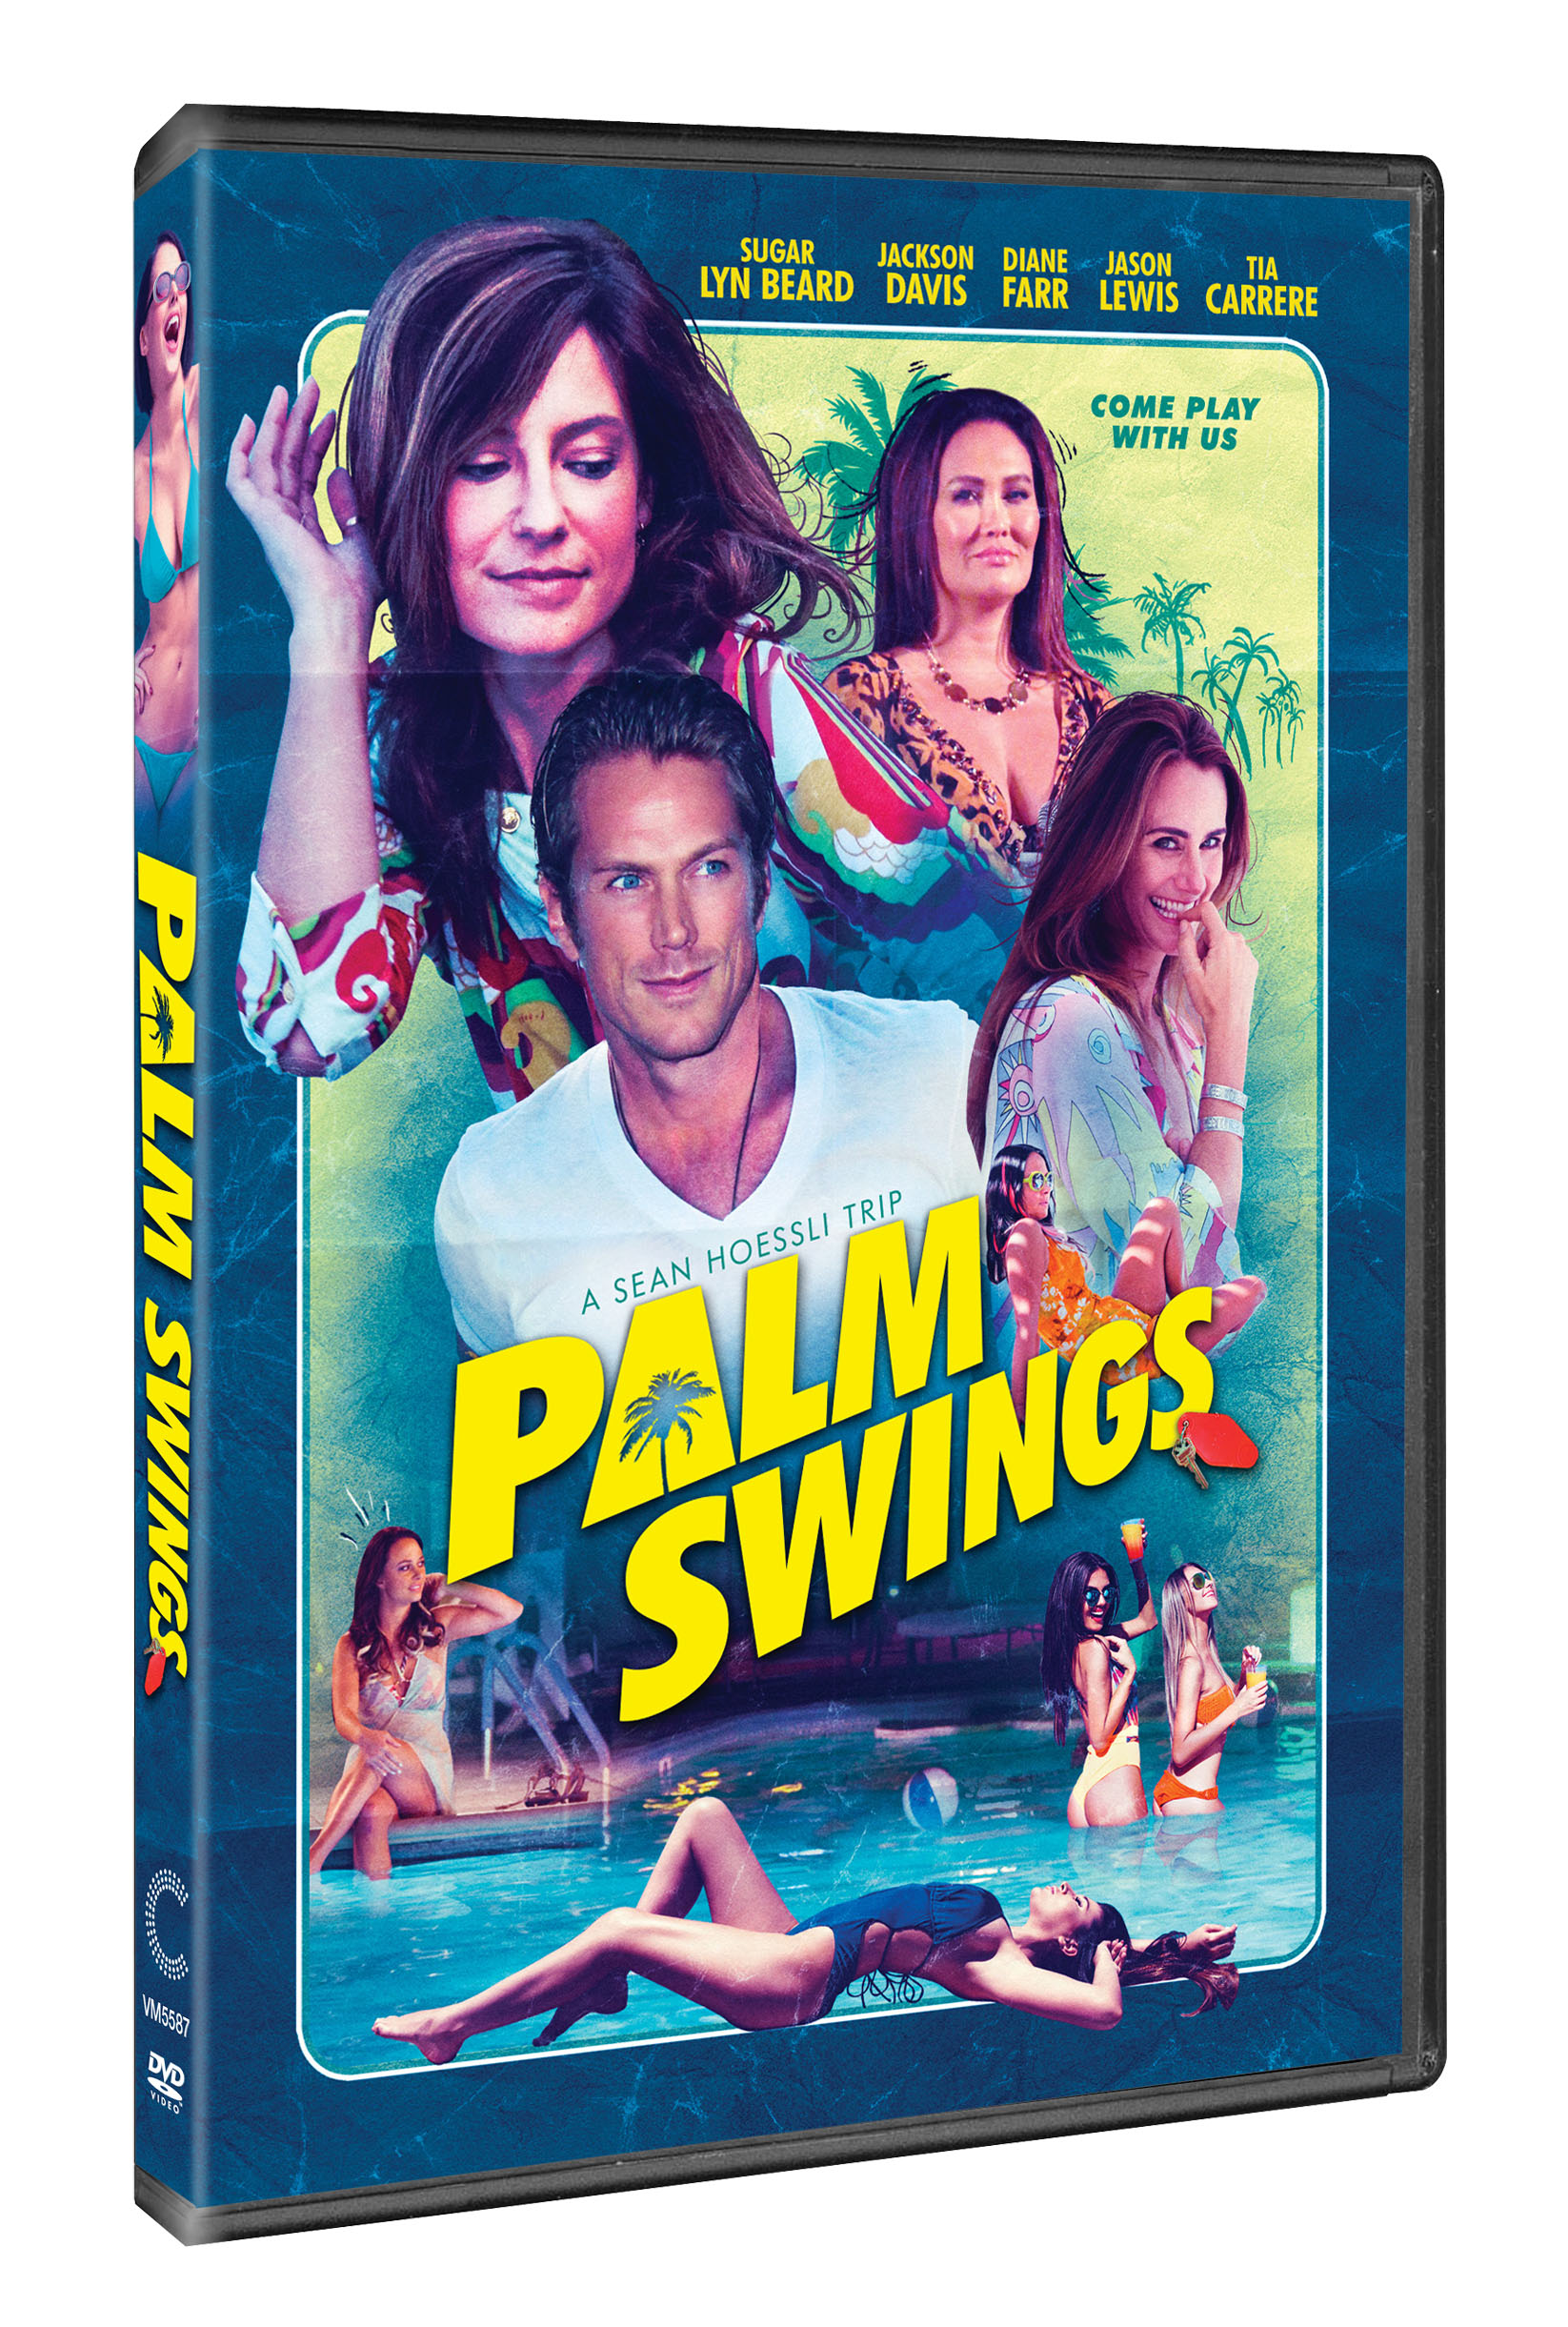 SUGAR
LYN BEARD
JACKSON
DAVIS
DIANE
FARR
JASON
LEWIS
TIA
CARRERE
COME PLAY
WITH US
A SEAN HOESSLI TRIP
PALM
SWINGS
PALM SWINGS
C
VM5587
DVD
VIDEO